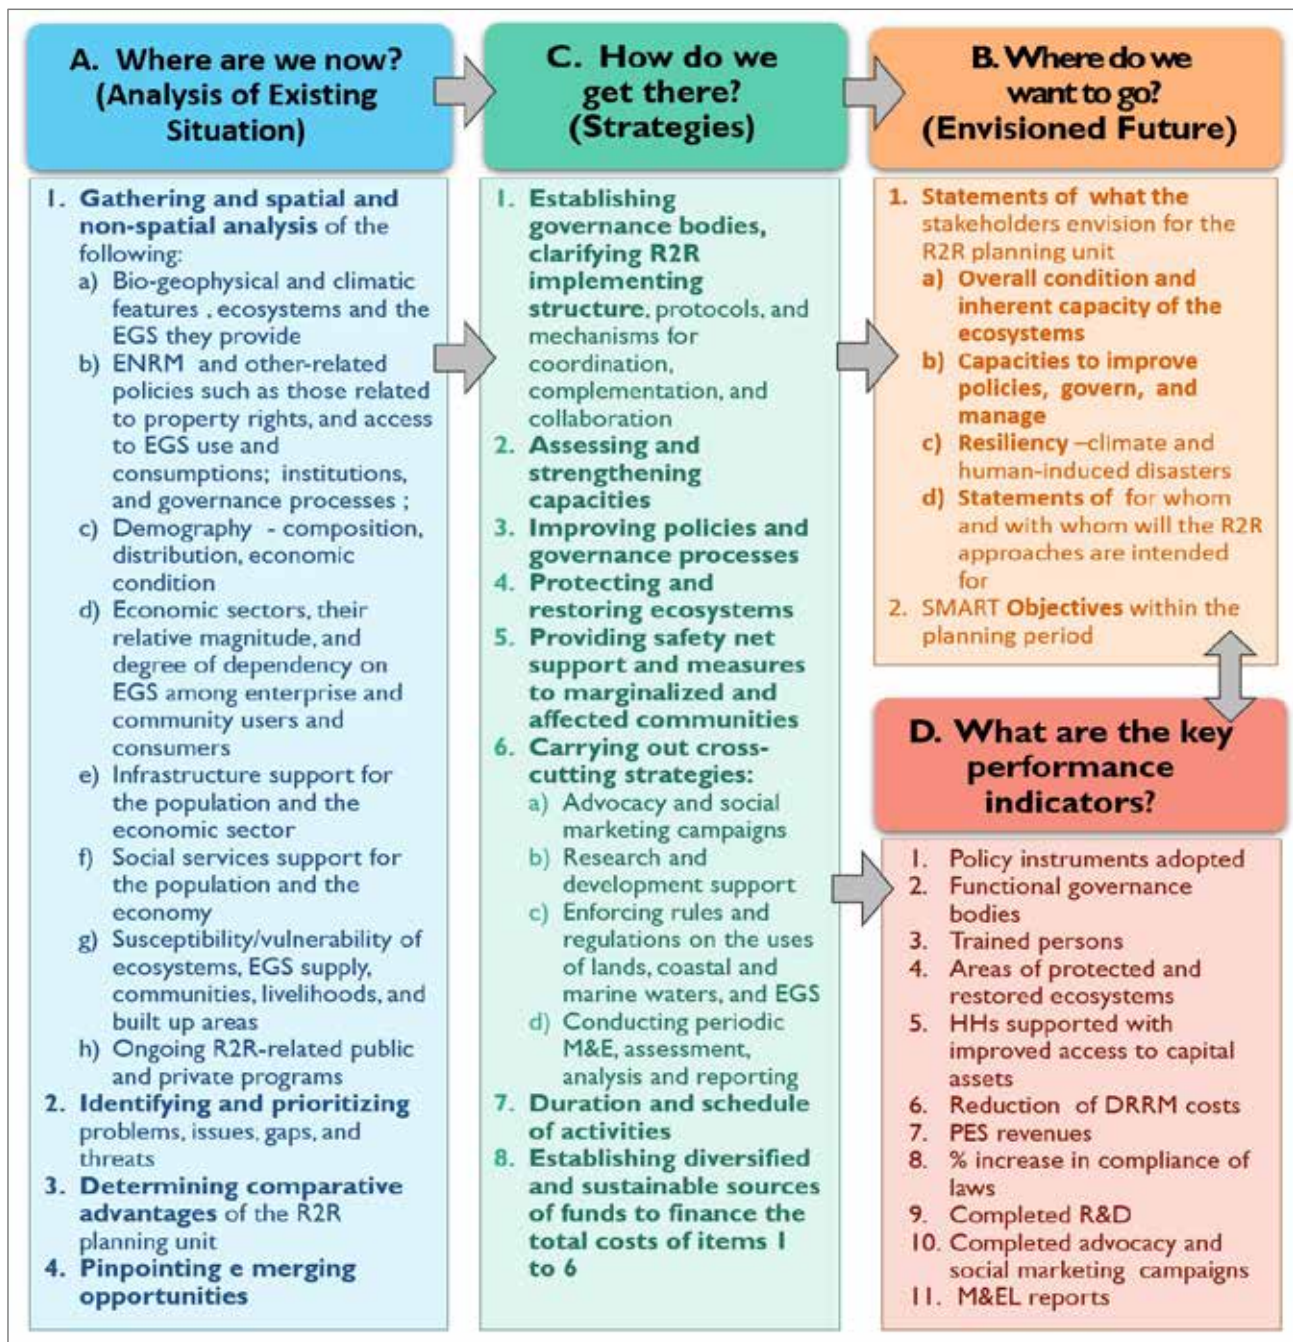 A. Where are we now?
(Analysis of Existing
Situation)
1. Gathering and spatial and
non-spatial analysis of the
following:
a) Bio-geophysical and climatic
features , ecosystems and the
EGS they provide
b) ENRM and other-related
policies such as those related
to property rights, and access
to EGS use and
consumptions; institutions,
and governance processes ;
c) Demography - composition,
distribution, economic
condition
d) Economic sectors, their
relative magnitude, and
degree of dependency on
EGS among enterprise and
community users and
consumers
e) Infrastructure support for
the population and the
economic sector
f) Social services support for
the population and the
economy
g) Susceptibility/vulnerability of
ecosystems, EGS supply,
communities, livelihoods, and
built up areas
h) Ongoing R2R-related public
and private programs
2. Identifying and prioritizing
problems, issues, gaps, and
threats
3. Determining comparative
advantages of the R2R
planning unit
4. Pinpointing e merging
opportunities
C. How do we
get there?
(Strategies)
1. Establishing
governance bodies,
clarifying R2R
implementing
structure, protocols, and
mechanisms for
coordination,
complementation, and
collaboration
2. Assessing and
strengthening
capacities
3. Improving policies and
governance processes
4. Protecting and
restoring ecosystems
5. Providing safety net
support and measures
to marginalized and
affected communities
6. Carrying out cross-
cutting strategies:
a) Advocacy and social
marketing campaigns
b) Research and
development support
c) Enforcing rules and
regulations on the uses
of lands, coastal and
marine waters, and EGS
d) Conducting periodic
M&E, assessment,
analysis and reporting
7. Duration and schedule
of activities
8. Establishing diversified
and sustainable sources
of funds to finance the
total costs of items 1
to 6
B. Where do we
want to go?
(Envisioned Future)
1. Statements of what the
stakeholders envision for the
R2R planning unit
a) Overall condition and
inherent capacity of the
ecosystems
b) Capacities to improve
policies, govern, and
manage
c) Resiliency –climate and
human-induced disasters
d) Statements of for whom
and with whom will the R2R
approaches are intended
for
2. SMART Objectives within the
planning period
D. What are the key
performance
indicators?
1. Policy instruments adopted
2. Functional governance
bodies
3. Trained persons
4. Areas of protected and
restored ecosystems
5. HHs supported with
improved access to capital
assets
6. Reduction of DRRM costs
7. PES revenues
8. % increase in compliance of
laws
9. Completed R&D
10. Completed advocacy and
social marketing campaigns
11. M&EL reports